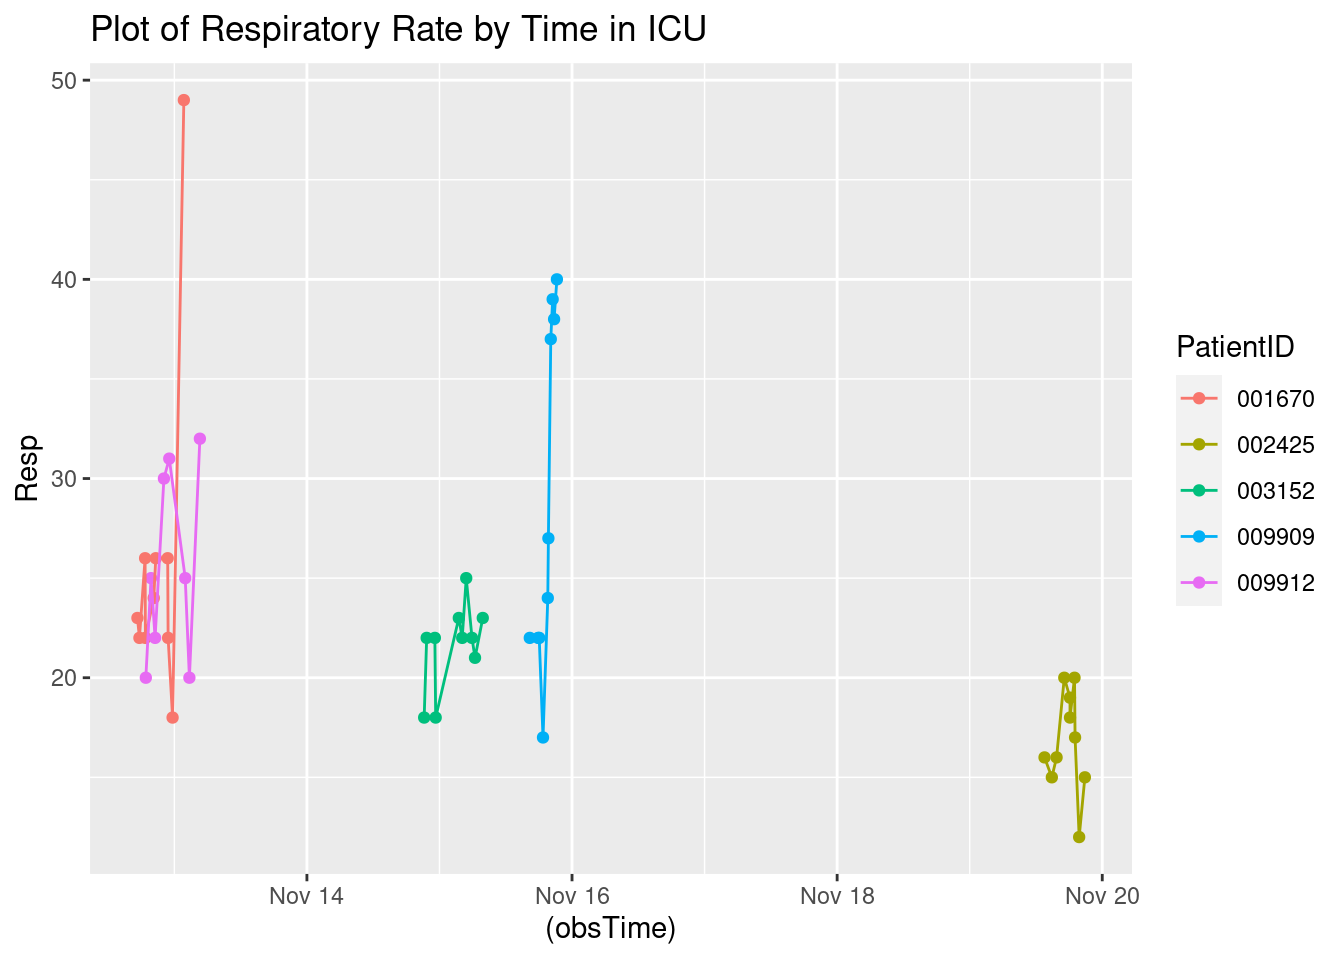 Plot of Respiratory Rate by Time in ICU
50
40
30
20
Resp
Nov 14
Nov 16
Nov 18
Nov 20
(obsTime)
PatientID
001670
002425
003152
009909
009912